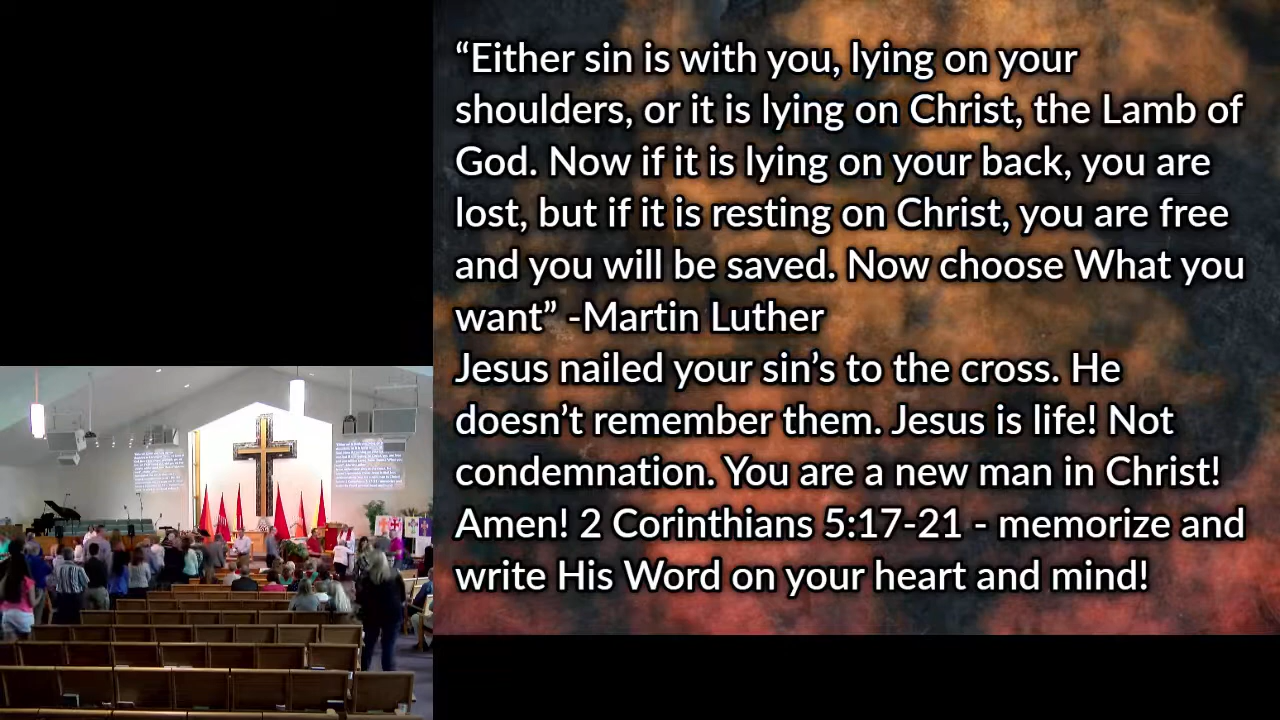 “Either sin is with you, lying on your
shoulders, or it is lying on Christ, the Lamb of
God. Now if it is lying on your back, you are
lost, but if it is resting on Christ, you are free
and you will be saved. Now choose What you
want” -Martin Luther
Jesus nailed your sin’s to the cross. He
doesn’t remember them. Jesus is life! Not
condemnation. You are a new man in Christ!
Amen! 2 Corinthians 5:17-21 - memorize and
write His Word on your heart and mind!